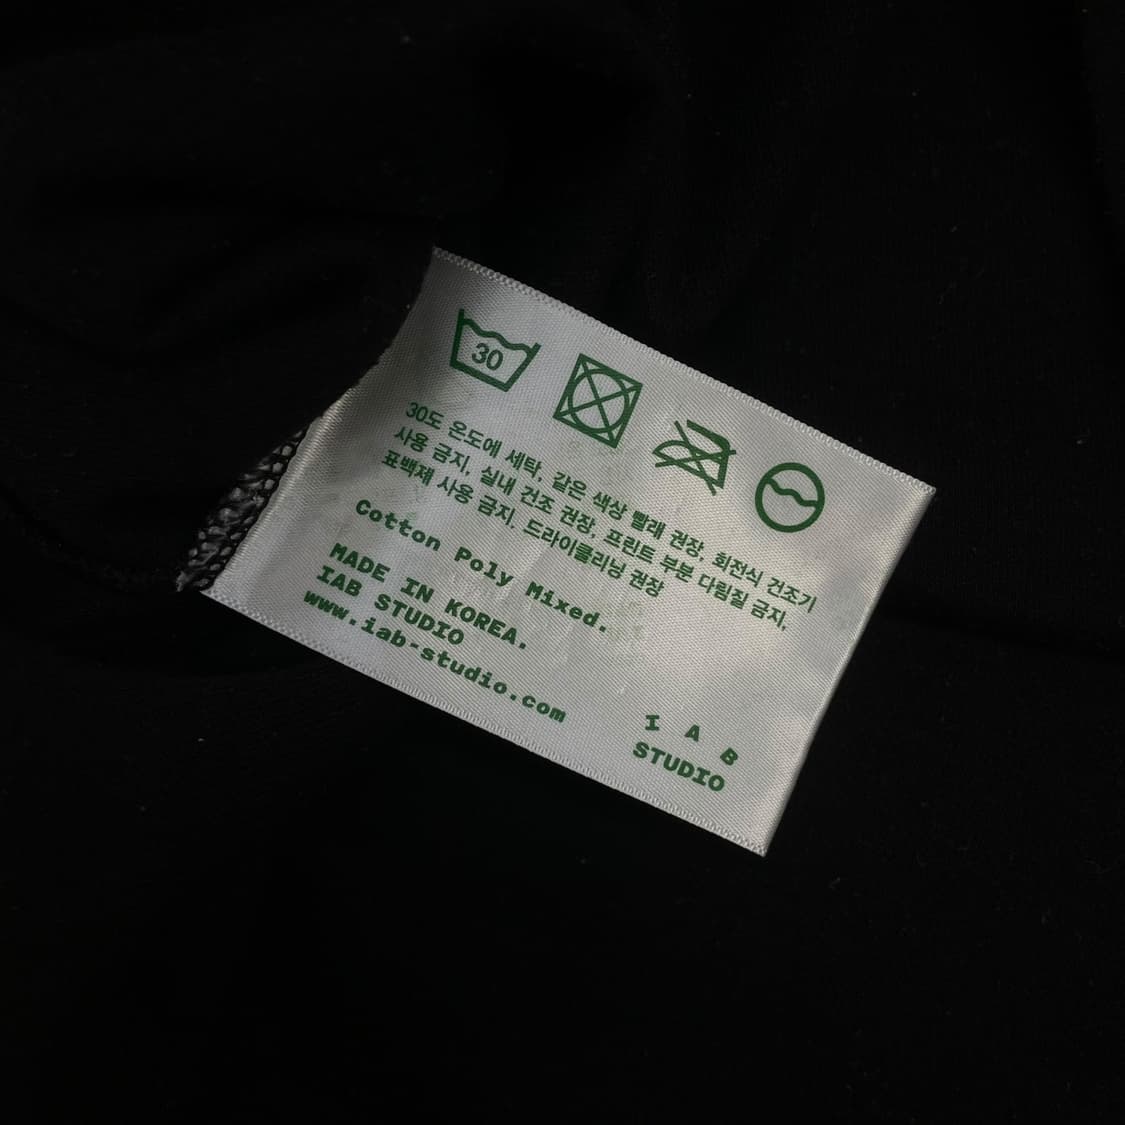 30
30도 온도에 세탁, 같은 색상 빨래 권장, 회전식 건조기
사용 금지, 실내 건조 권장, 프린트 부분 다림질 금지,
표백제 사용 금지, 드라이클리닝 권장
Cotton Poly Mixed.
MADE IN KOREA.
IAB STUDIO
www.iab-studio.com
I A B
STUDIO